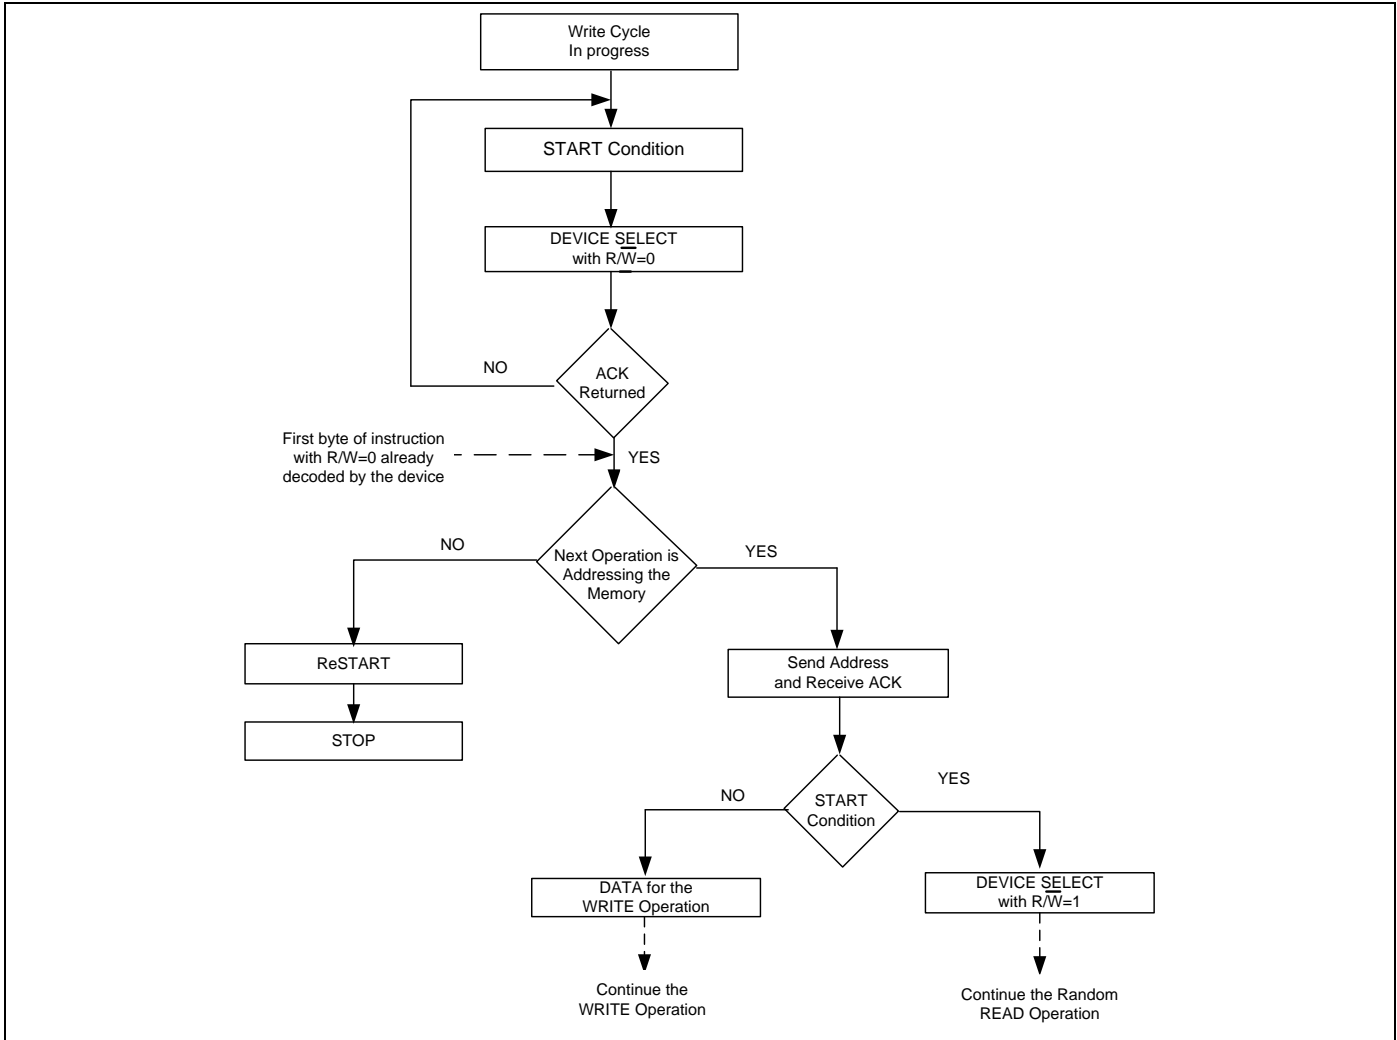 Write Cycle
In progress
START Condition
DEVICE SELECT
with R/W̅=0
NO
ACK
Returned
First byte of instruction
with R/W=0 already
decoded by the device
YES
NO
YES
Next Operation is
Addressing the
Memory
ReSTART
Send Address
and Receive ACK
STOP
NO
YES
START
Condition
DATA for the
WRITE Operation
DEVICE SELECT
with R/W̅=1
Continue the
WRITE Operation
Continue the Random
READ Operation